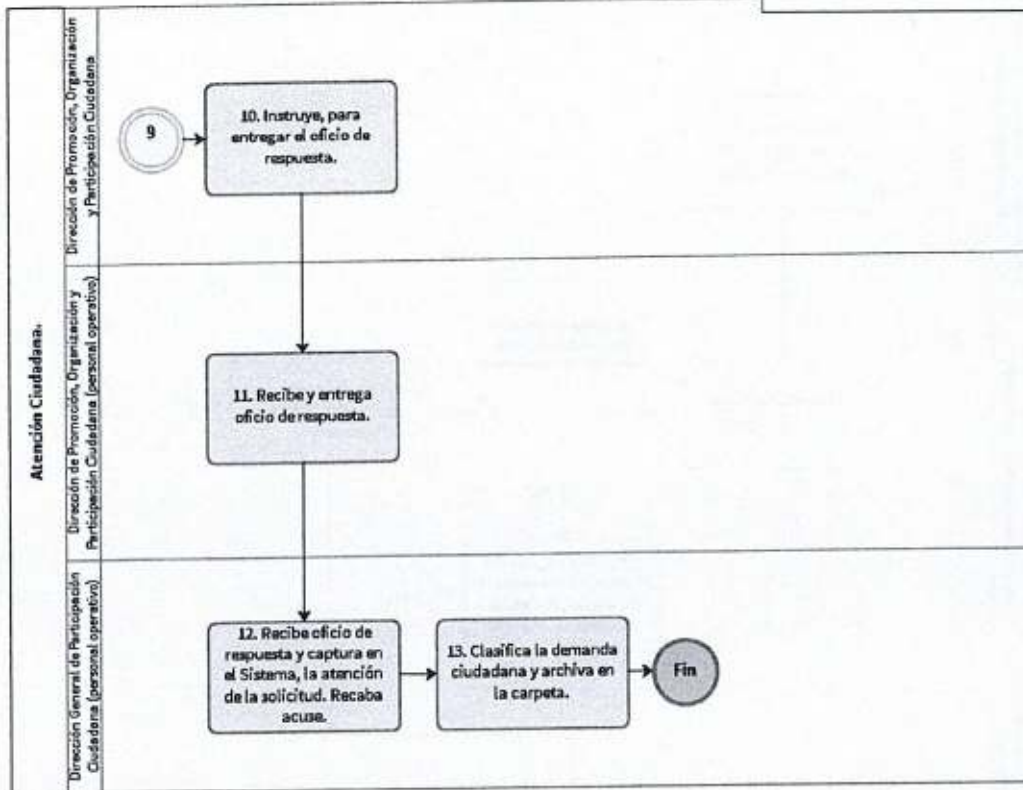 Atención Ciudadana.
Dirección de Promoción, Organización
y Participación Ciudadana
9
10. Instruye, para
entregar el oficio de
respuesta.
Dirección de Promoción, Organización y
Participación Ciudadana (personal operativo)
11. Recibe y entrega
oficio de respuesta.
Dirección General de Participación
Ciudadana (personal operativo)
12. Recibe oficio de
respuesta y captura en
el Sistema, la atención
de la solicitud. Recaba
acuse.
13. Clasifica la demanda
ciudadana y archiva en
la carpeta.
Fin